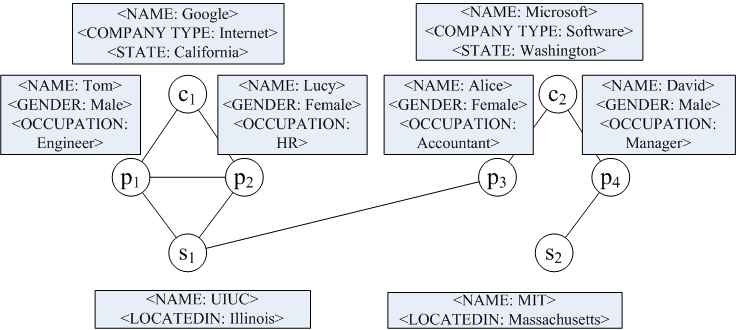 <NAME: Google>
<COMPANY TYPE: Internet>
<STATE: California>
<NAME: Microsoft>
<COMPANY TYPE: Software>
<STATE: Washington>
<NAME: Tom>
<GENDER: Male>
<OCCUPATION:
Engineer>
c1
<NAME: Lucy>
<GENDER: Female>
<OCCUPATION:
HR>
<NAME: Alice>
<GENDER: Female>
<OCCUPATION:
Accountant>
c2
<NAME: David>
<GENDER: Male>
<OCCUPATION:
Manager>
p1
p2
p3
p4
s1
s2
<NAME: UIUC>
<LOCATEDIN: Illinois>
<NAME: MIT>
<LOCATEDIN: Massachusetts>